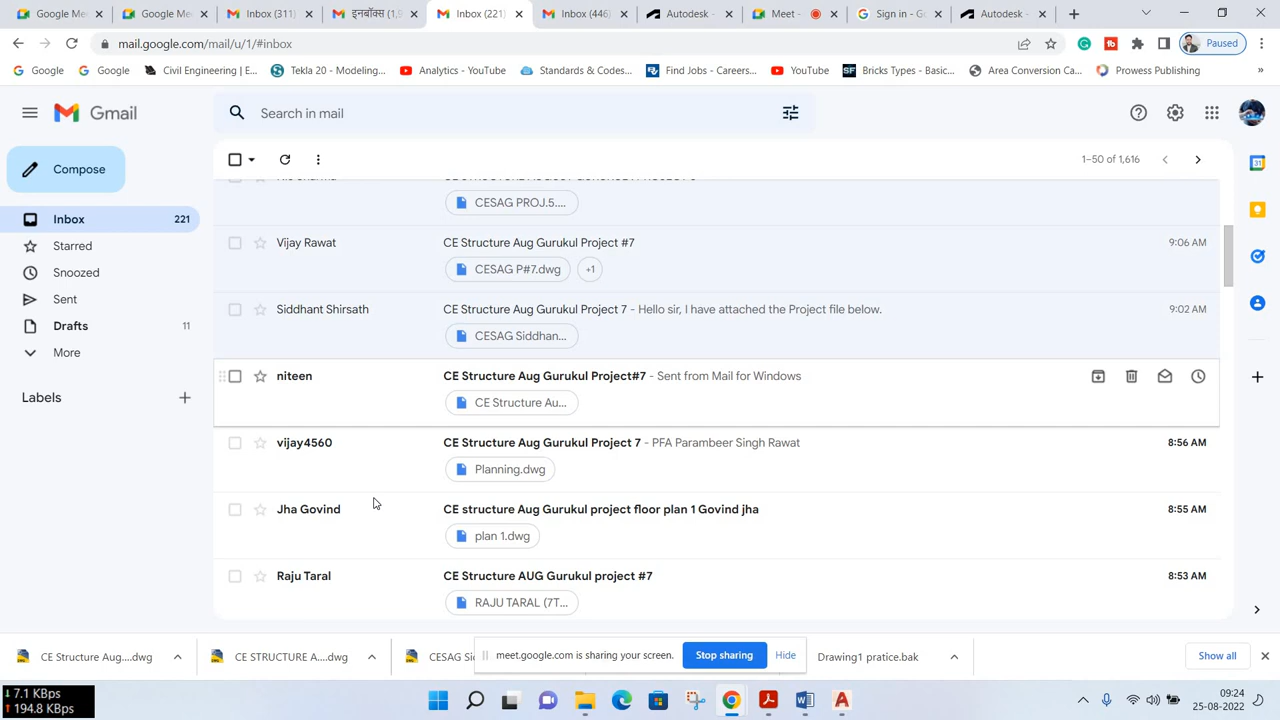 Google Me
Google Me
Inbox (311)
इनबॉक्स (1,9
Inbox (221)
Inbox (446)
Autodesk -
Meet -
Sign in - Go
Autodesk -
mail.google.com/mail/u/1/#inbox
Paused
Google
Google
Civil Engineering | E...
Tekla 20 - Modeling...
Analytics - YouTube
Standards & Codes...
Find Jobs - Careers...
YouTube
Bricks Types - Basic...
Area Conversion Ca...
Prowess Publishing
Gmail
Search in mail
Compose
1–50 of 1,616
Inbox 221
Starred
Snoozed
Sent
Drafts 11
More
Labels
CESAG PROJ.5....
Vijay Rawat CE Structure Aug Gurukul Project #7 9:06 AM
CESAG P#7.dwg +1
Siddhant Shirsath CE Structure Aug Gurukul Project 7 - Hello sir, I have attached the Project file below. 9:02 AM
CESAG Siddhan...
niteen CE Structure Aug Gurukul Project#7 - Sent from Mail for Windows
CE Structure Au...
vijay4560 CE Structure Aug Gurukul Project 7 - PFA Parambeer Singh Rawat 8:56 AM
Planning.dwg
Jha Govind CE structure Aug Gurukul project floor plan 1 Govind jha 8:55 AM
plan 1.dwg
Raju Taral CE Structure AUG Gurukul project #7 8:53 AM
RAJU TARAL (7T...
CE Structure Aug....dwg
CE STRUCTURE A....dwg
CESAG Si
meet.google.com is sharing your screen.
Stop sharing
Hide
Drawing1 pratice.bak
Show all
7.1 KBps
194.8 KBps
09:24
25-08-2022